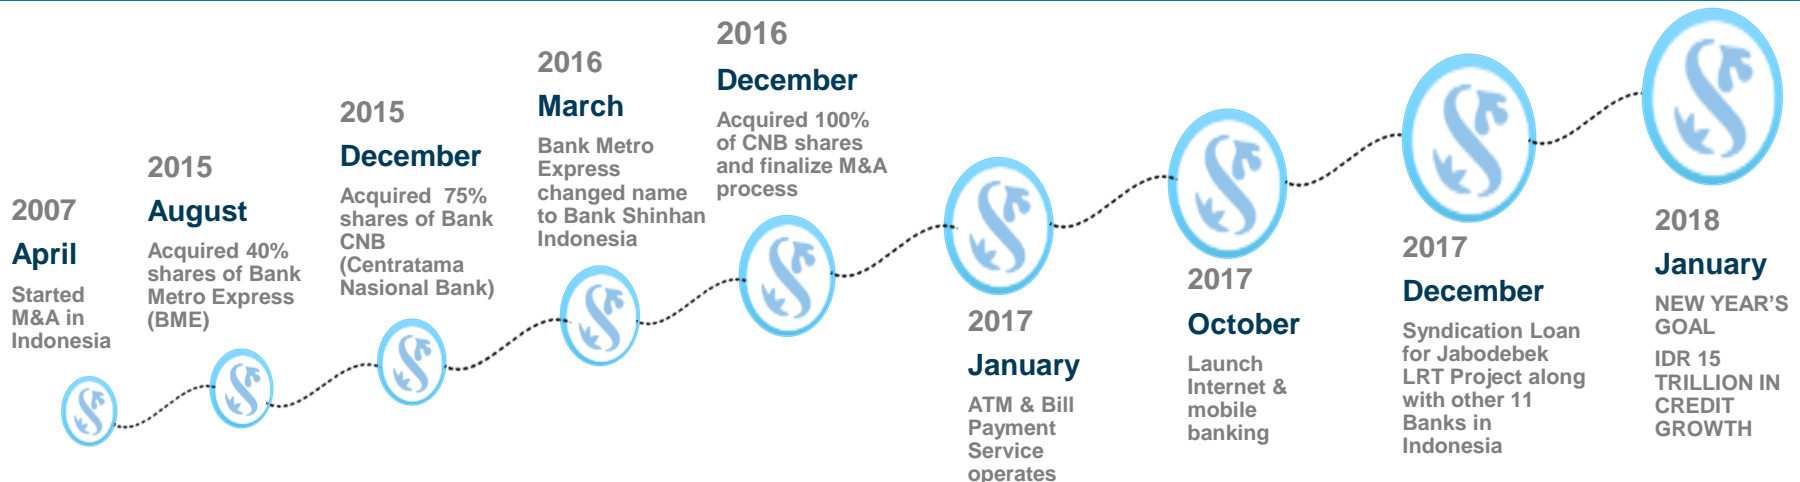 2007
April
Started
M&A in
Indonesia
2015
August
Acquired 40%
shares of Bank
Metro Express
(BME)
2015
December
Acquired 75%
shares of Bank
CNB
(Centratama
Nasional Bank)
2016
March
Bank Metro
Express
changed name
to Bank Shinhan
Indonesia
2016
December
Acquired 100%
of CNB shares
and finalize M&A
process
2017
January
ATM & Bill
Payment
Service
operates
2017
October
Launch
Internet &
mobile
banking
2017
December
Syndication Loan
for Jabodebek
LRT Project along
with other 11
Banks in
Indonesia
2018
January
NEW YEAR’S
GOAL
IDR 15
TRILLION IN
CREDIT
GROWTH